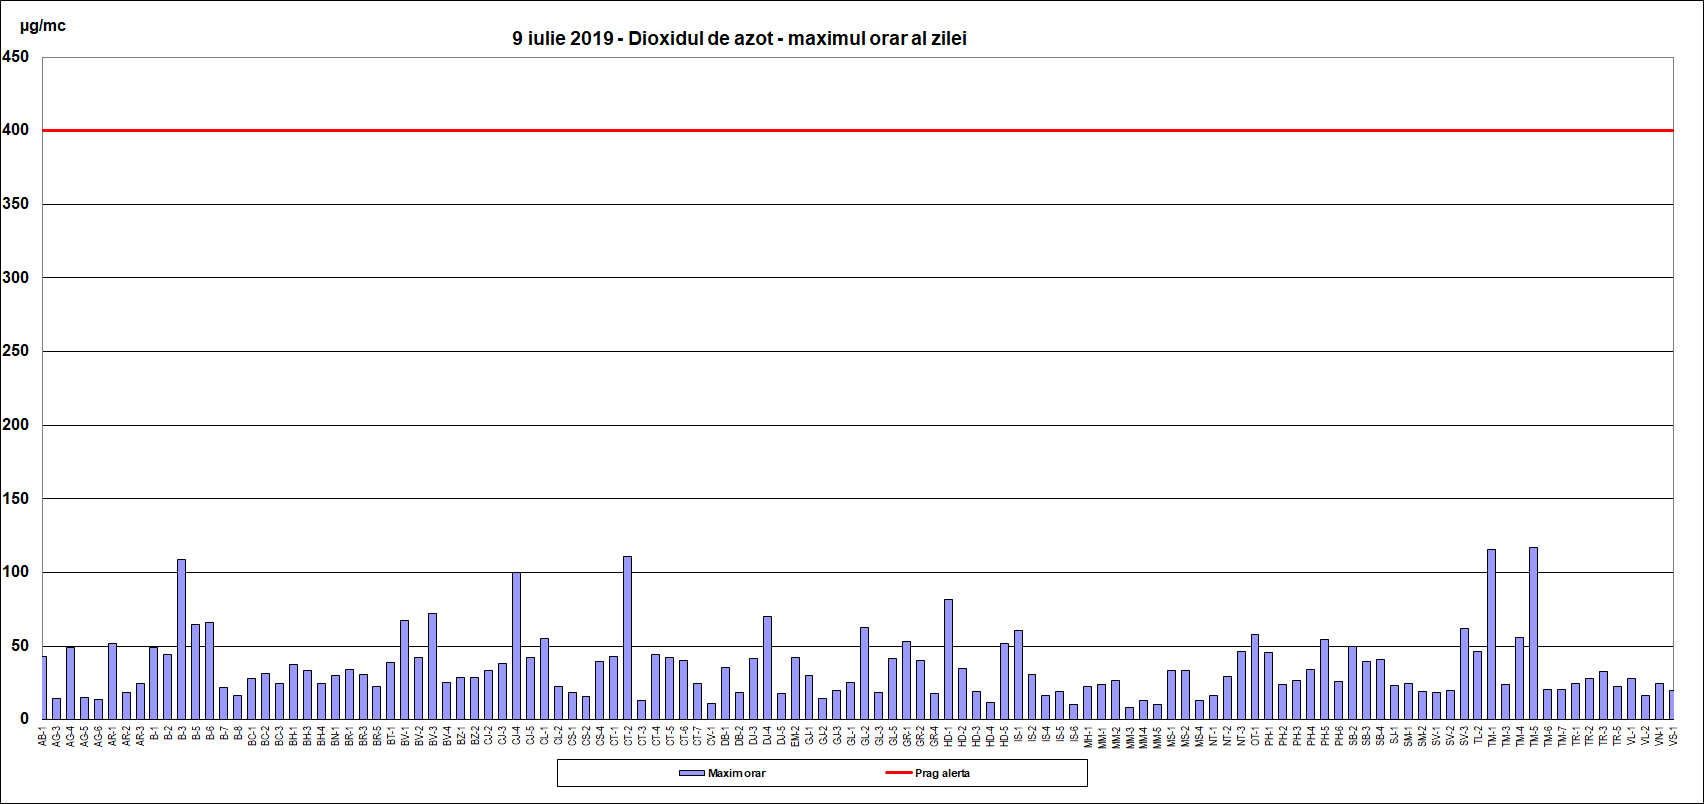 µg/mc
9 iulie 2019 - Dioxidul de azot - maximul orar al zilei
450
400
350
300
250
200
150
100
50
0
AB-1 AG-3 AG-4 AG-5 AG-6 AR-1 AR-2 AR-3 B-1 B-2 B-3 B-5 B-6 B-7 B-8 BC-1 BC-2 BC-3 BH-1 BH-3 BH-4 BN-1 BR-1 BR-3 BR-5 BT-1 BV-1 BV-2 BV-3 BV-4 BZ-1 BZ-2 CJ-2 CJ-3 CJ-4 CJ-5 CL-1 CL-2 CS-1 CS-2 CS-4 CT-1 CT-2 CT-3 CT-4 CT-5 CT-6 CT-7 CV-1 DB-1 DB-2 DJ-3 DJ-4 DJ-5 EM-2 GJ-1 GJ-2 GJ-3 GL-1 GL-2 GL-3 GL-5 GR-1 GR-2 GR-4 HD-1 HD-2 HD-3 HD-4 HD-5 IS-1 IS-2 IS-4 IS-5 IS-6 MH-1 MM-1 MM-2 MM-3 MM-4 MM-5 MS-1 MS-2 MS-4 NT-1 NT-2 NT-3 OT-1 PH-1 PH-2 PH-3 PH-4 PH-5 PH-6 SB-2 SB-3 SB-4 SJ-1 SM-1 SM-2 SV-1 SV-2 SV-3 TL-2 TM-1 TM-3 TM-4 TM-5 TM-6 TM-7 TR-1 TR-2 TR-3 TR-5 VL-1 VL-2 VN-1 VS-1
Maxim orar Prag alerta